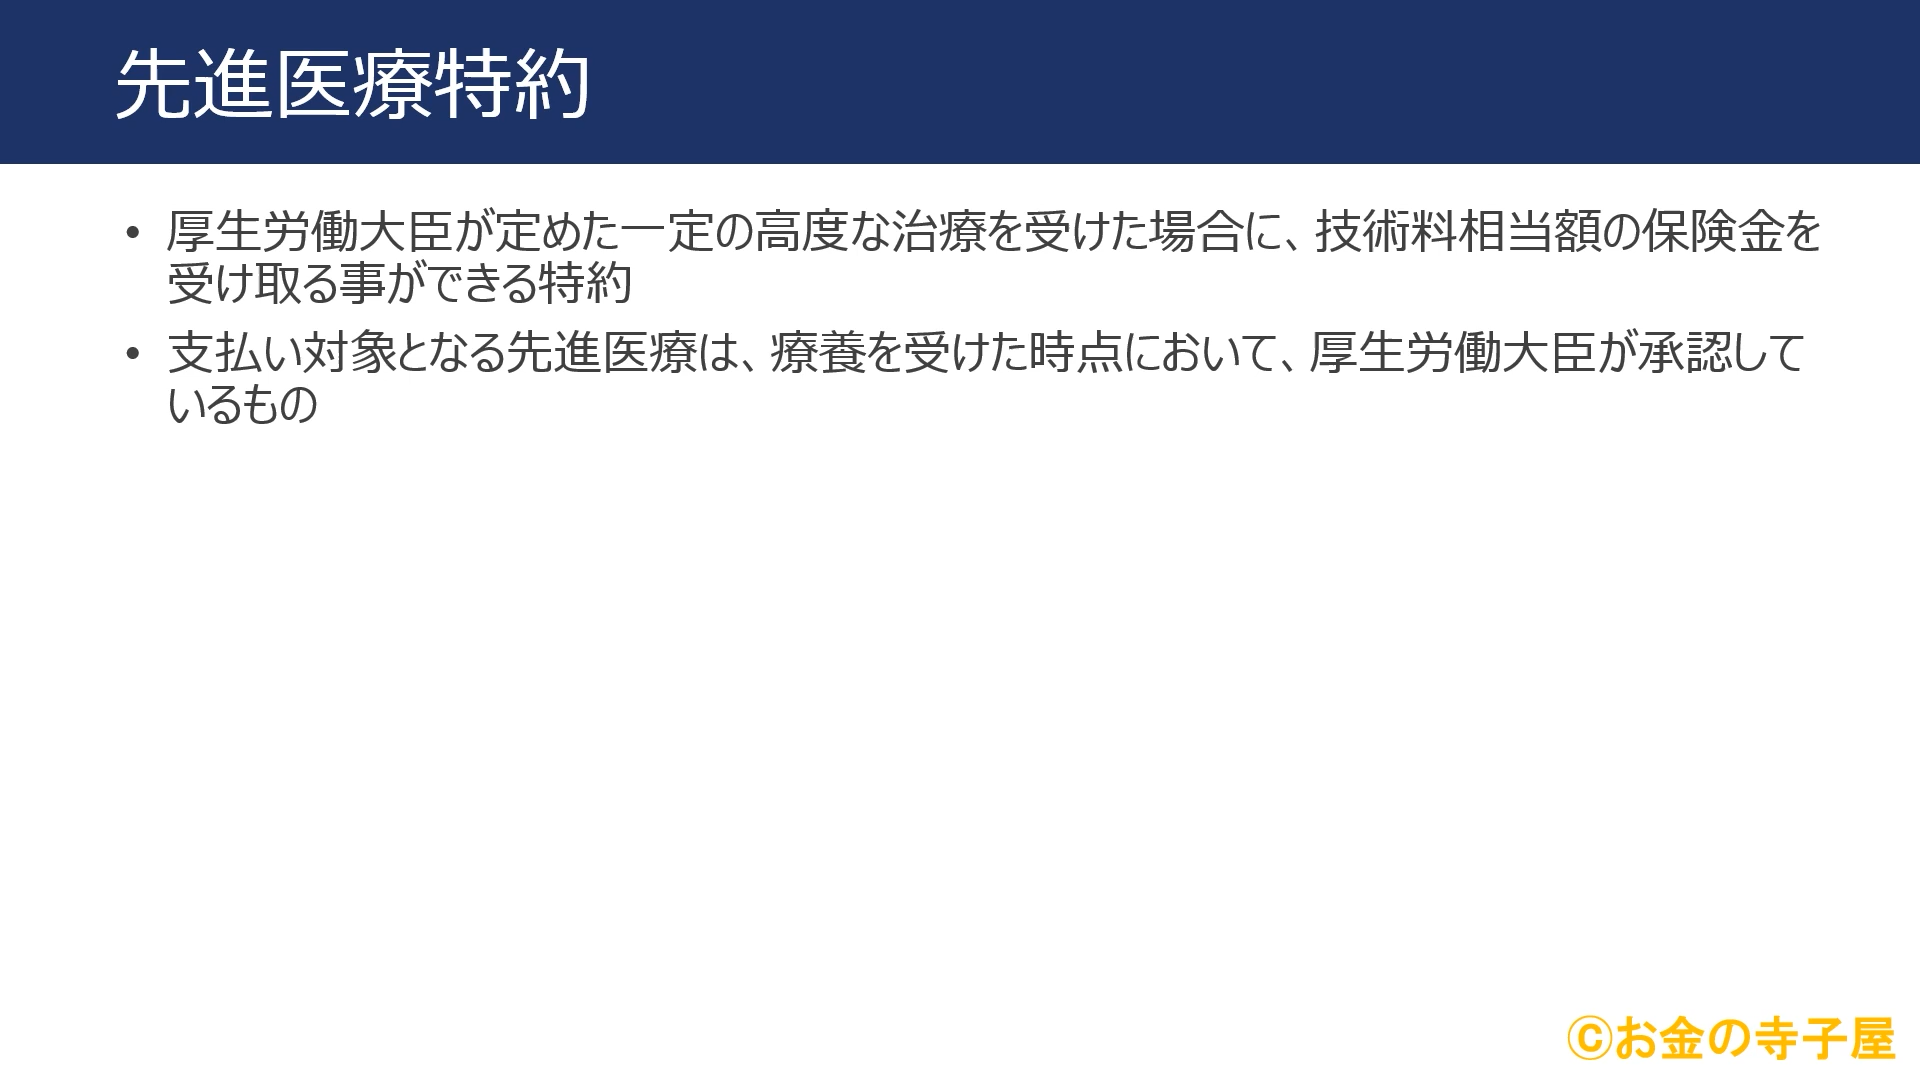 先進医療特約
• 厚生労働大臣が定めた一定の高度な治療を受けた場合に、技術料相当額の保険金を
受け取る事ができる特約
• 支払い対象となる先進医療は、療養を受けた時点において、厚生労働大臣が承認して
いるもの
Ⓒお金の寺子屋